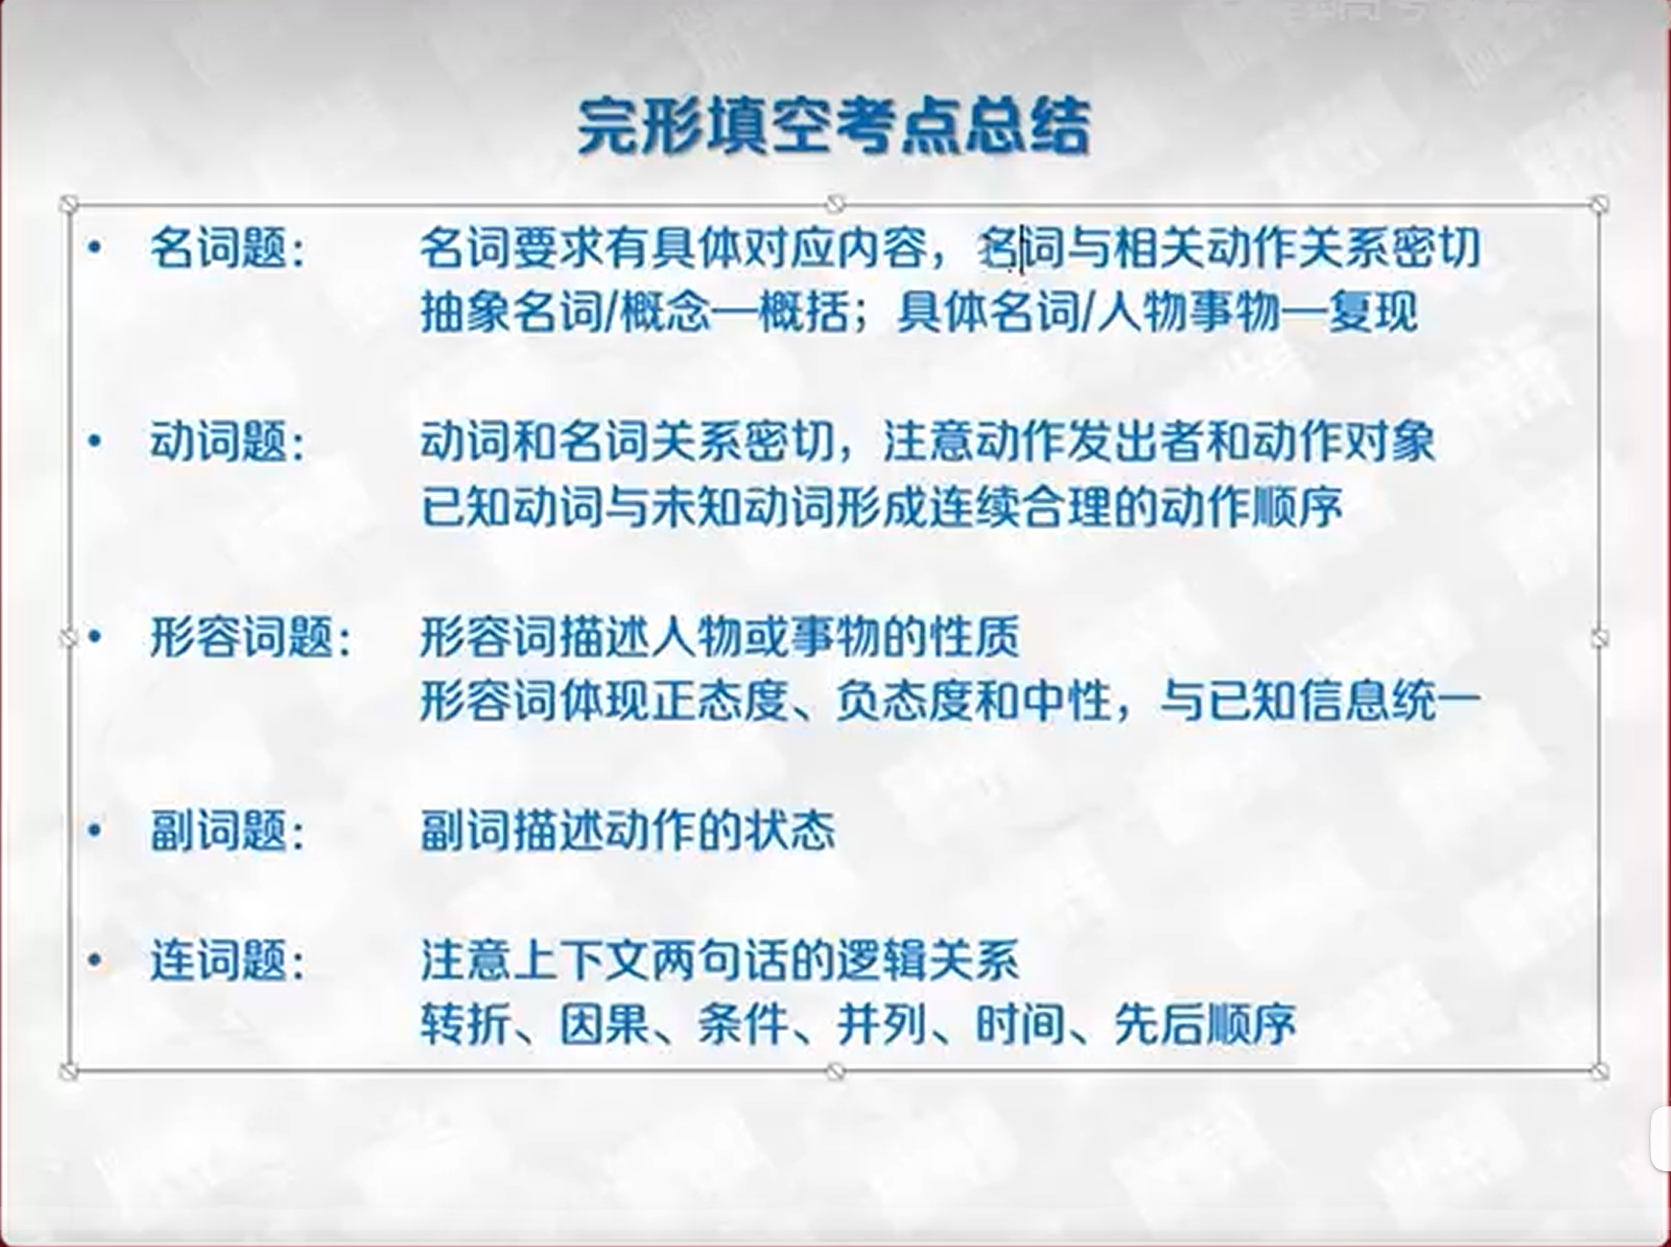 完形填空考点总结
• 名词题： 名词要求有具体对应内容，名词与相关动作关系密切
抽象名词/概念—概括；具体名词/人物事物—复现
• 动词题： 动词和名词关系密切，注意动作发出者和动作对象
已知动词与未知动词形成连续合理的动作顺序
• 形容词题： 形容词描述人物或事物的性质
形容词体现正态度、负态度和中性，与已知信息统一
• 副词题： 副词描述动作的状态
• 连词题： 注意上下文两句话的逻辑关系
转折、因果、条件、并列、时间、先后顺序